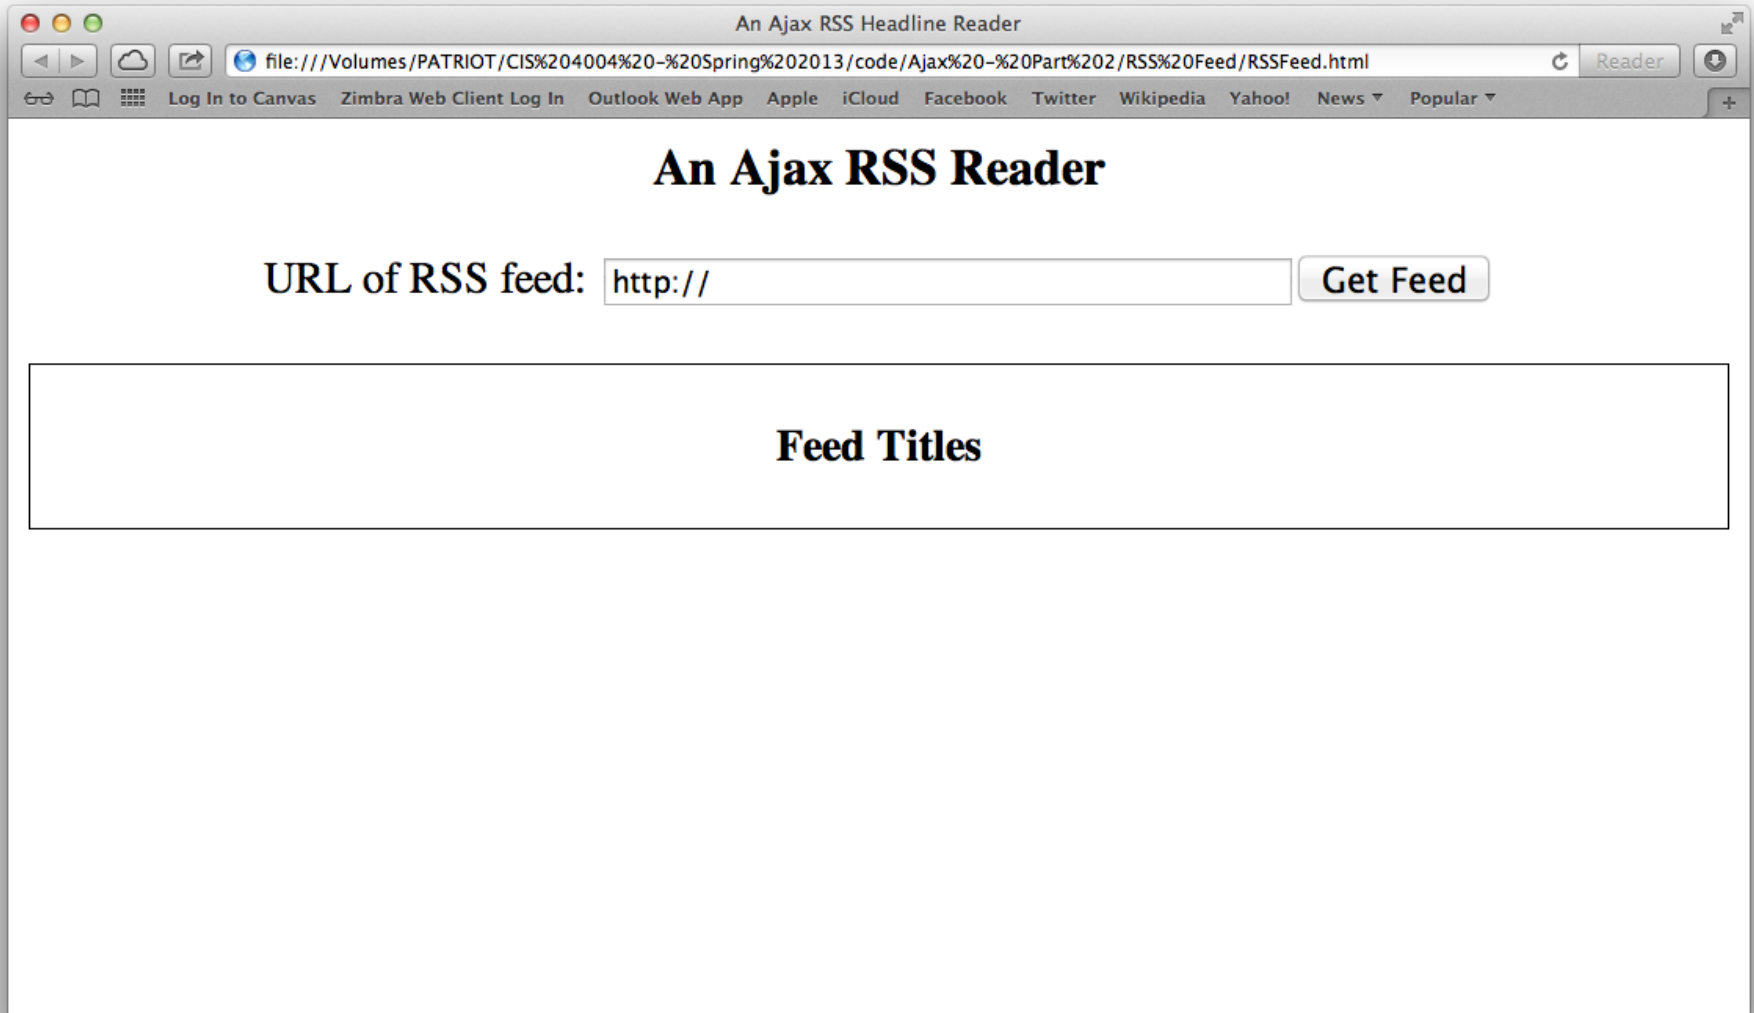 An Ajax RSS Headline Reader
file:///Volumes/PATRIOT/CIS%204004%20-%20Spring%202013/code/Ajax%20-%20Part%202/RSS%20Feed/RSSFeed.html Reader
Log In to Canvas Zimbra Web Client Log In Outlook Web App Apple iCloud Facebook Twitter Wikipedia Yahoo! News Popular
An Ajax RSS Reader
URL of RSS feed: http:// Get Feed
Feed Titles